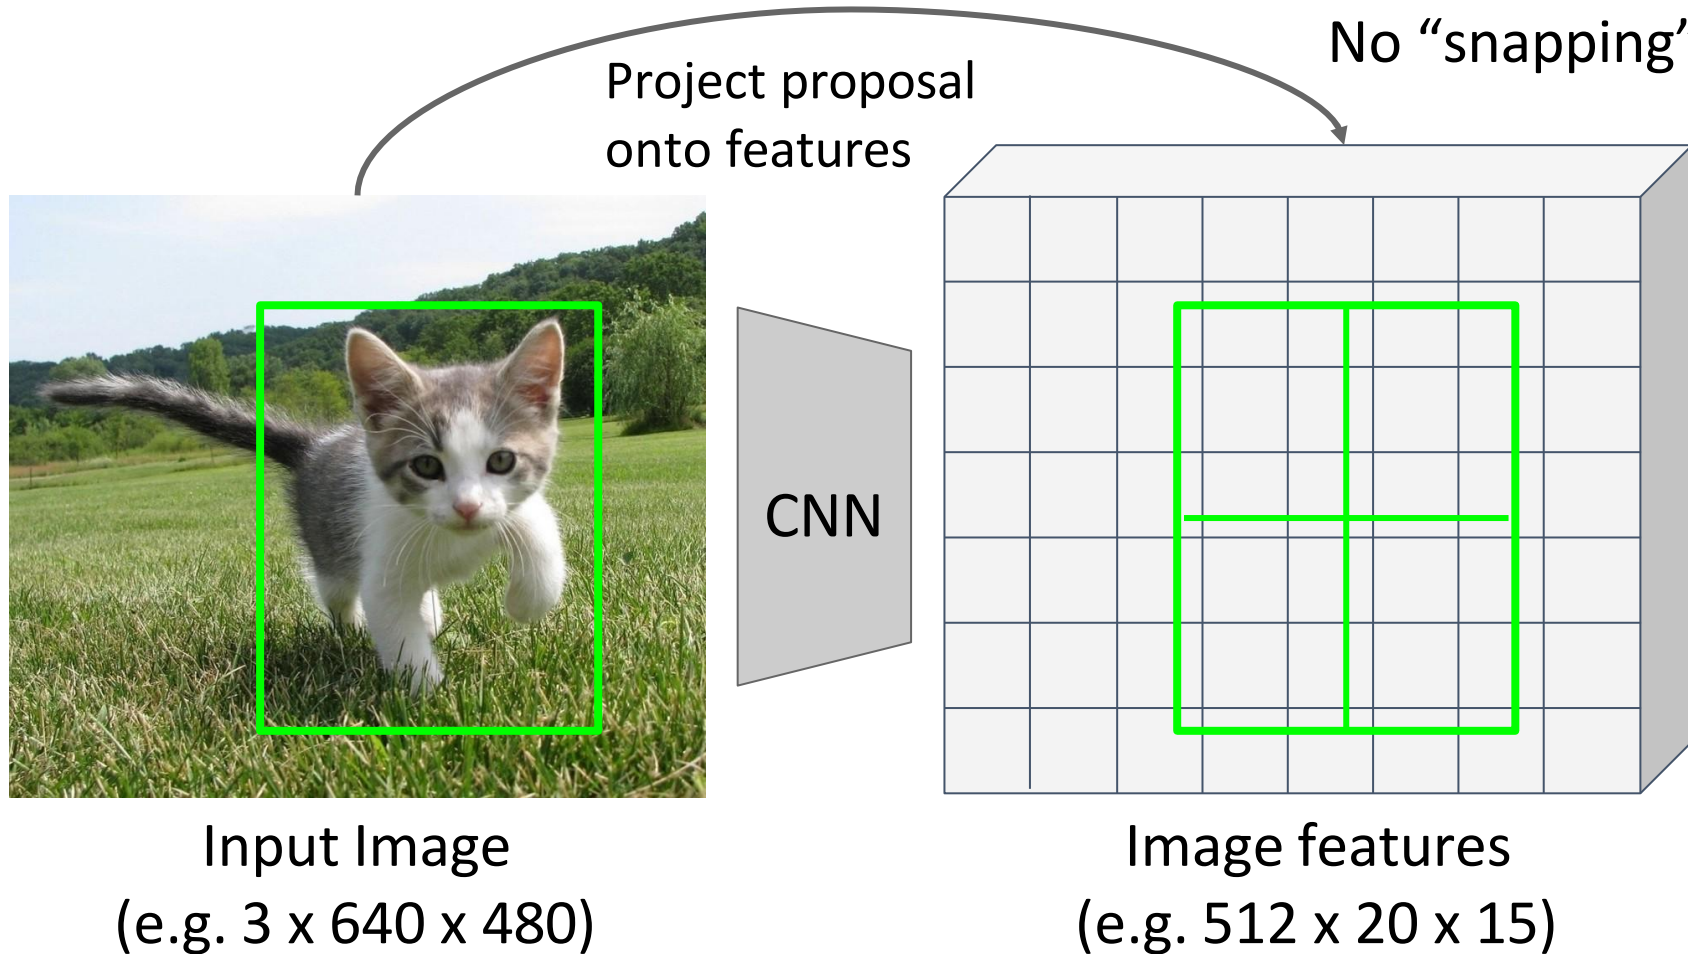 No “snapping”
Project proposal
onto features
CNN
Input Image
(e.g. 3 x 640 x 480)
Image features
(e.g. 512 x 20 x 15)